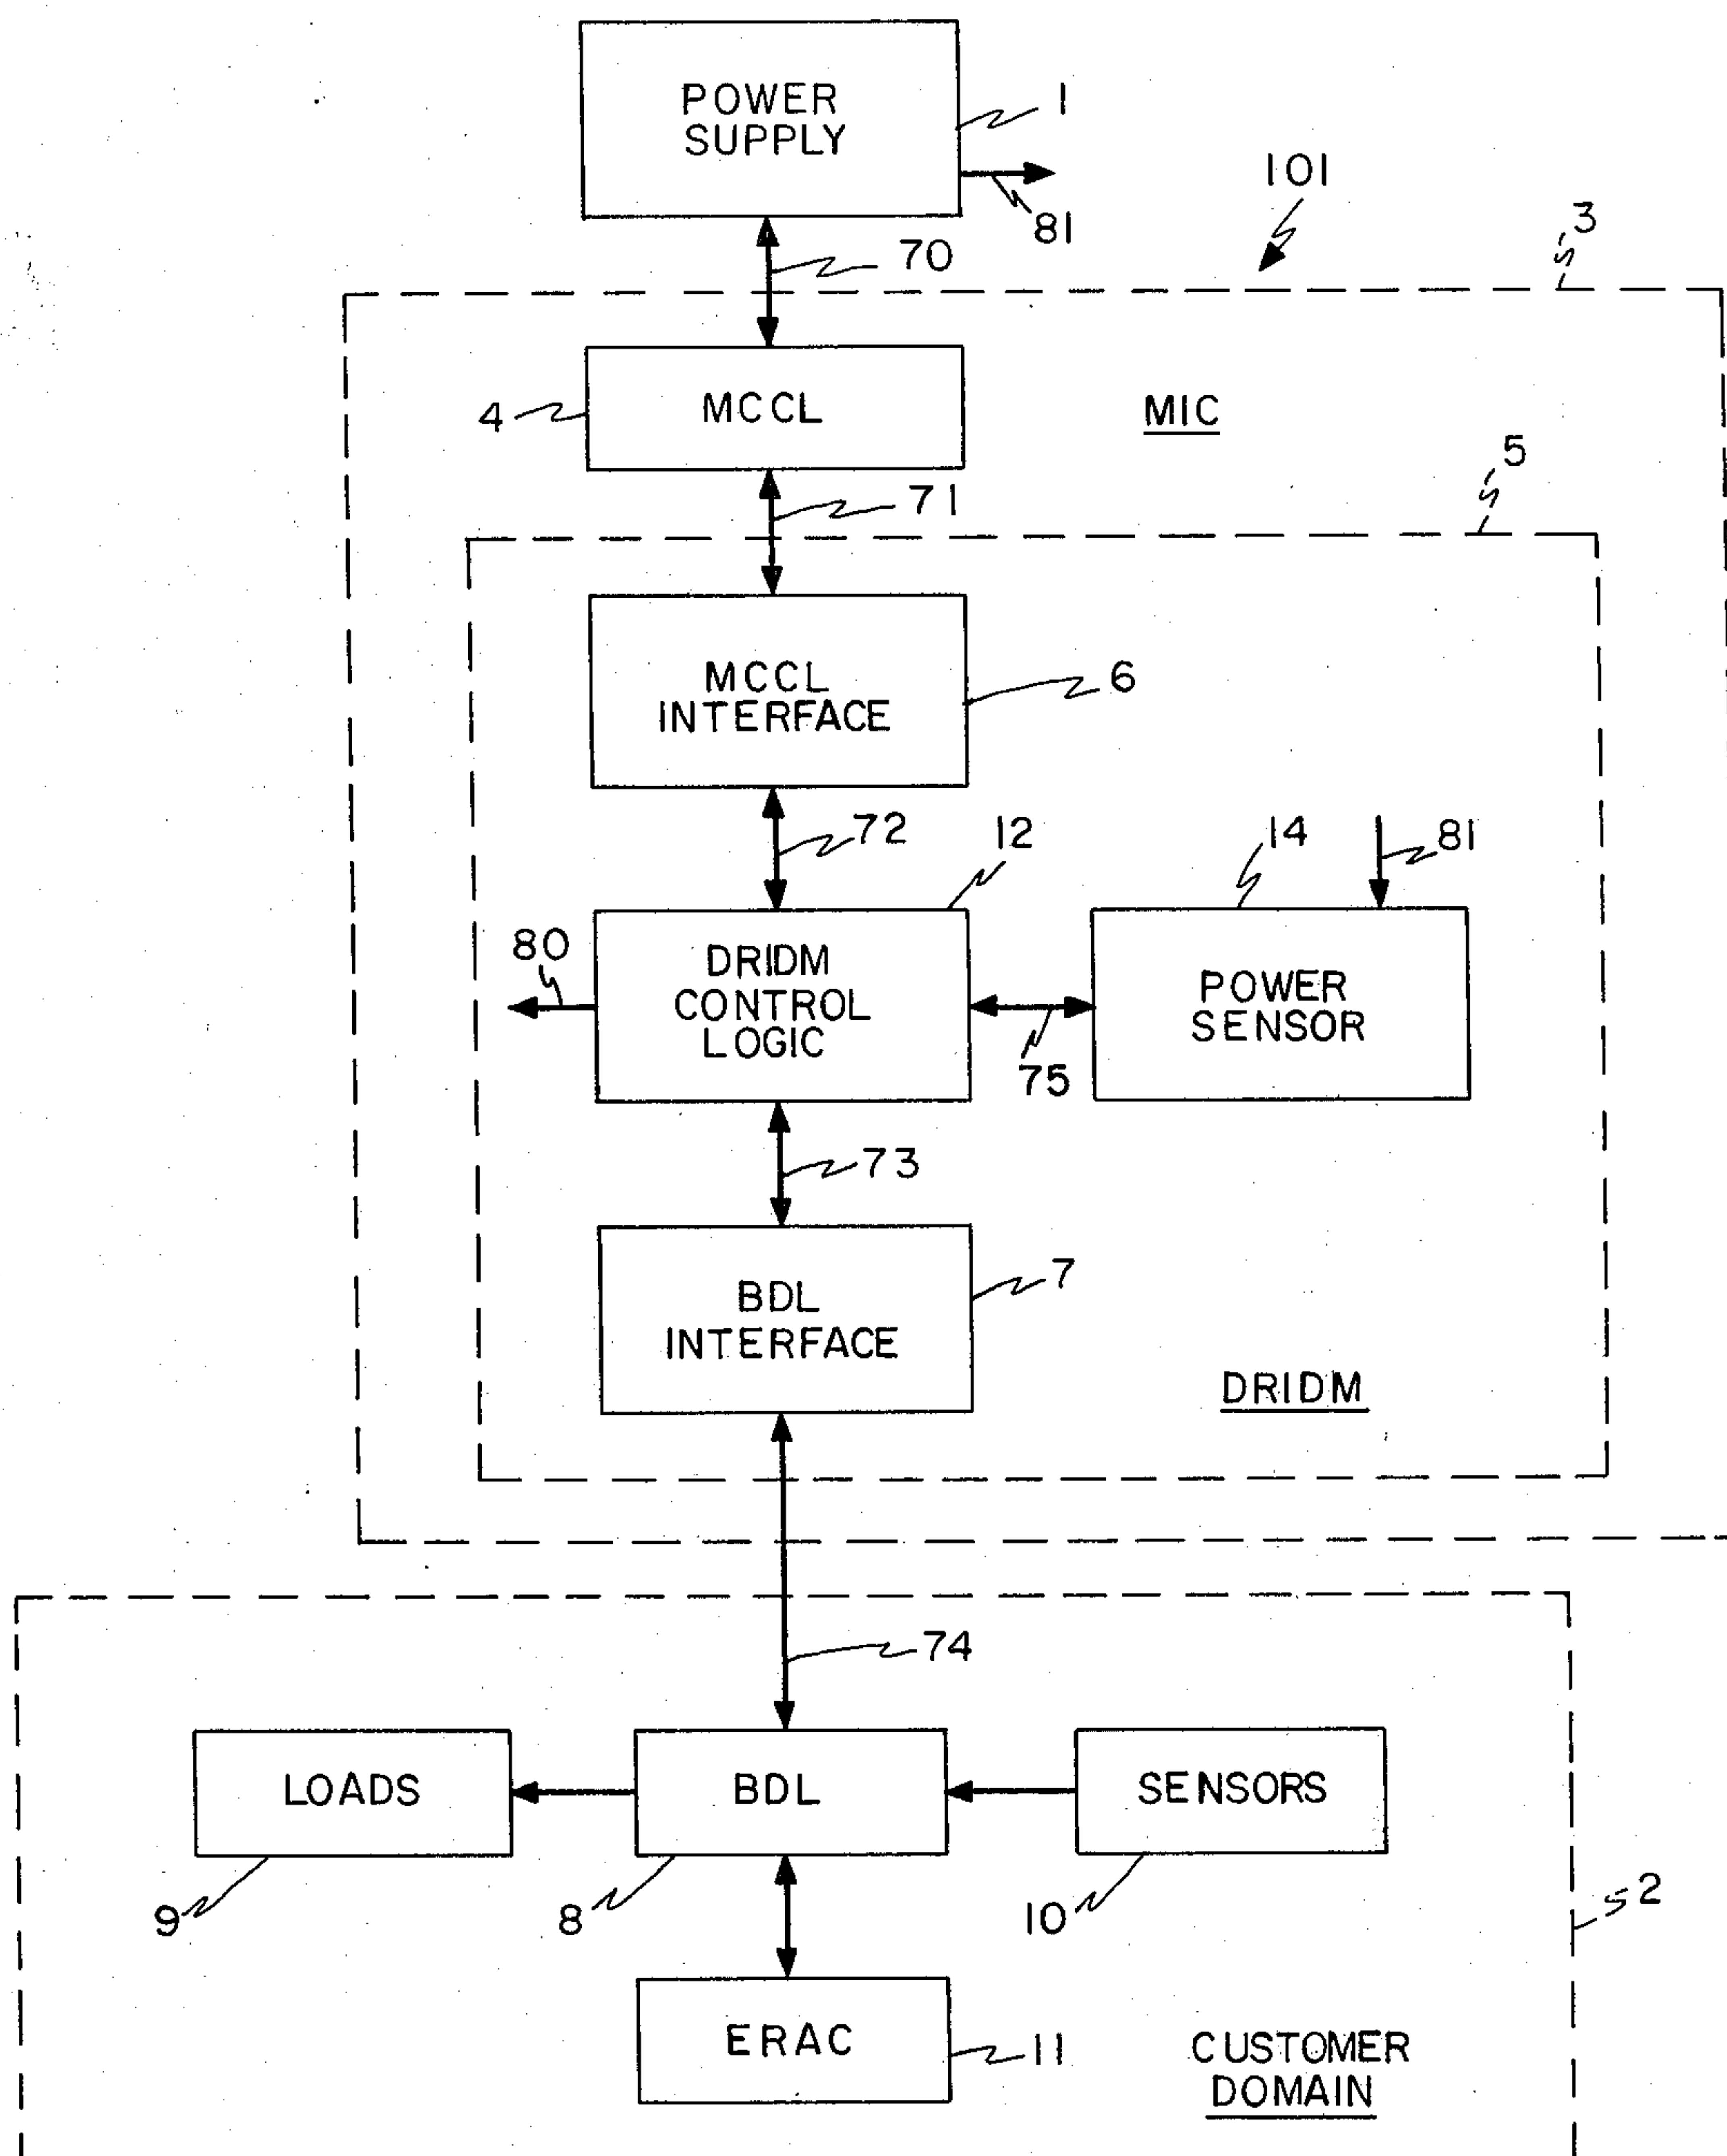 POWER
SUPPLY
1
81
101
3
70
4
MCCL
MIC
5
71
MCCL
INTERFACE
6
72
12
14
81
80
DRIDM
CONTROL
LOGIC
75
POWER
SENSOR
73
7
BDL
INTERFACE
DRIDM
74
LOADS
BDL
SENSORS
9
8
10
2
ERAC
11
CUSTOMER
DOMAIN